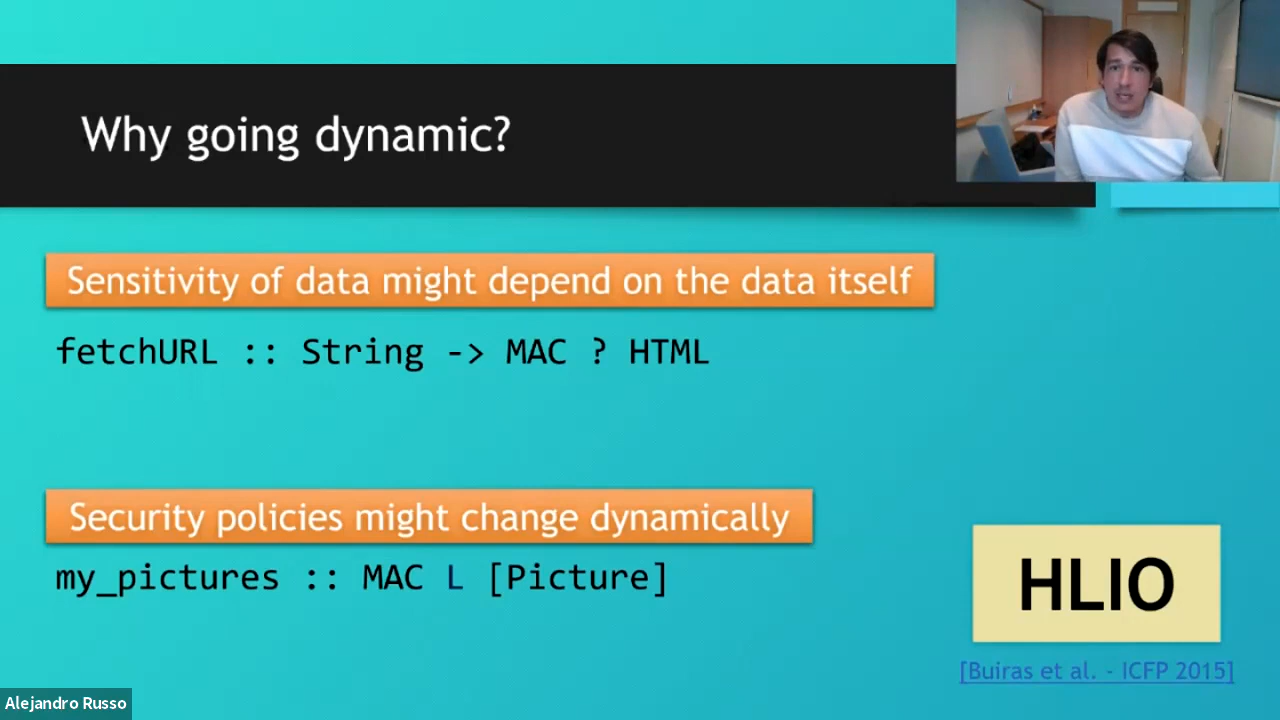 Why going dynamic?
Sensitivity of data might depend on the data itself
fetchURL :: String -> MAC ? HTML
Security policies might change dynamically
my_pictures :: MAC L [Picture]
HLIO
[Buiras et al. - ICFP 2015]
Alejandro Russo